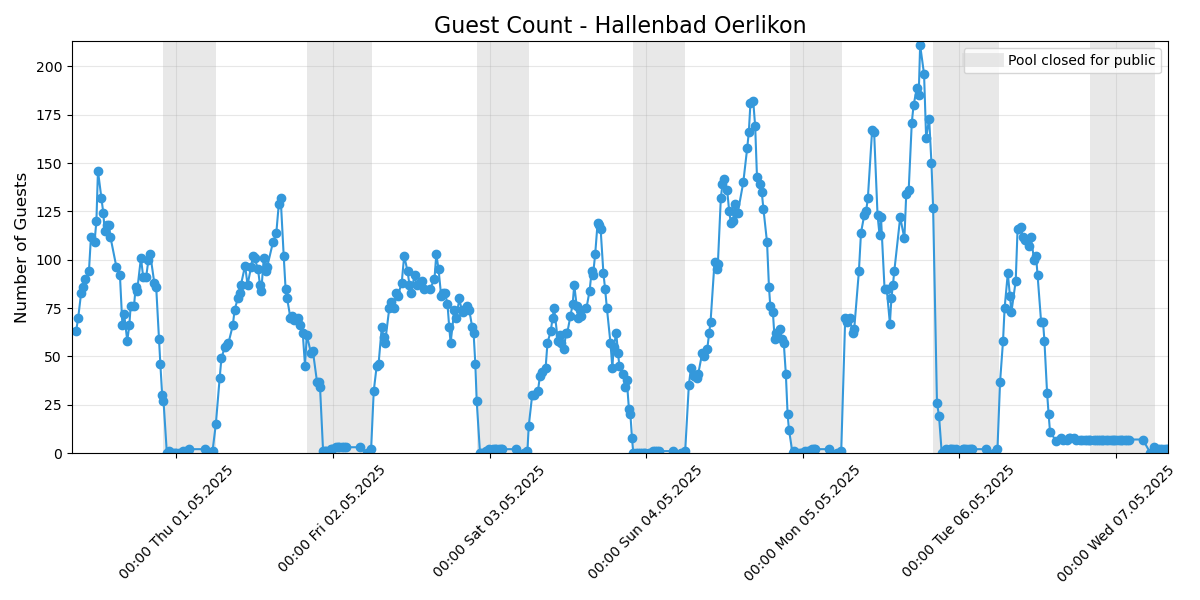 Guest Count - Hallenbad Oerlikon
Pool closed for public
Number of Guests
200
175
150
125
100
75
50
25
0
00:00 Thu 01.05.2025
00:00 Fri 02.05.2025
00:00 Sat 03.05.2025
00:00 Sun 04.05.2025
00:00 Mon 05.05.2025
00:00 Tue 06.05.2025
00:00 Wed 07.05.2025